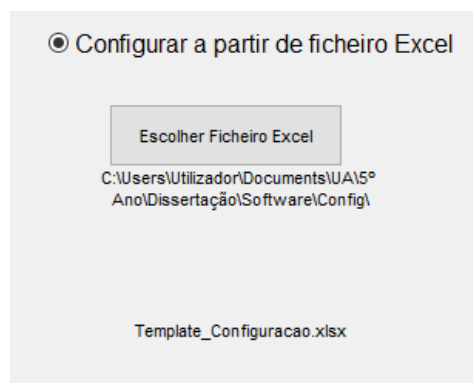 Configurar a partir de ficheiro Excel
Escolher Ficheiro Excel
C:\Users\Utilizador\Documents\UA\5º
Ano\Dissertação\Software\Config\
Template_Configuracao.xlsx